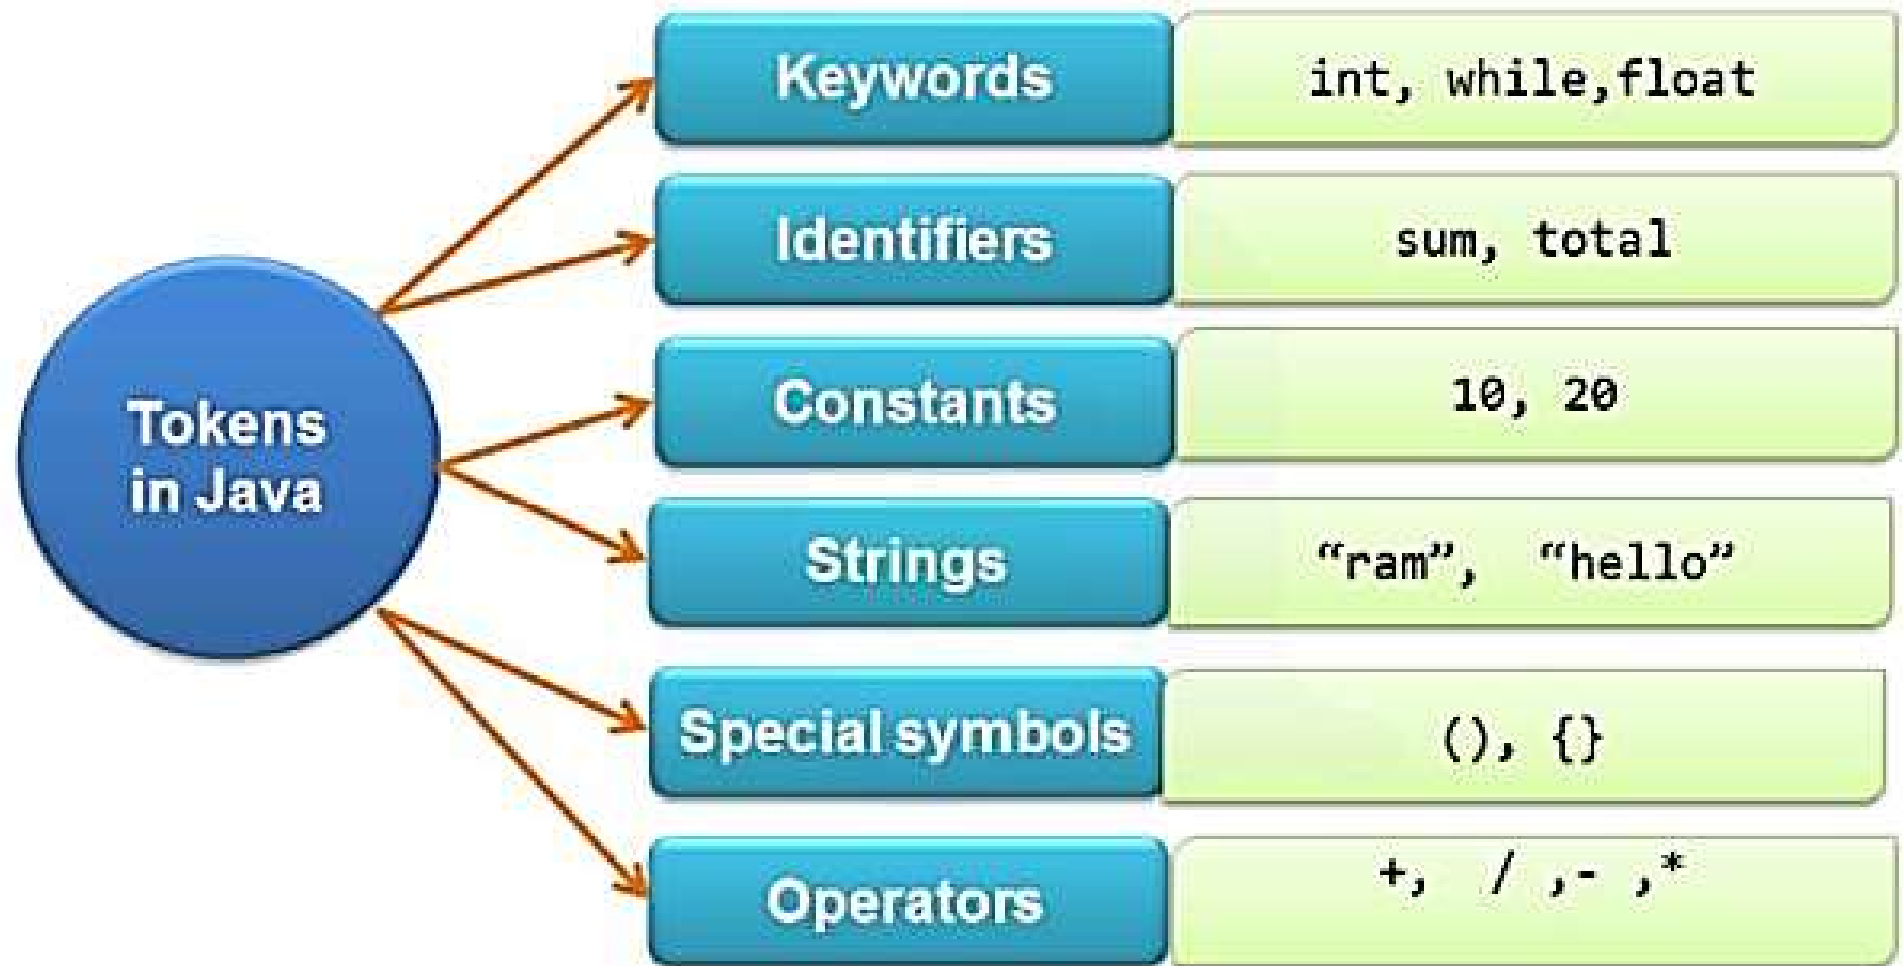 Tokens
in Java
Keywords
int, while,float
Identifiers
sum, total
Constants
10, 20
Strings
“ram”,  “hello”
Special symbols
(), {}
Operators
+,  / ,- ,*